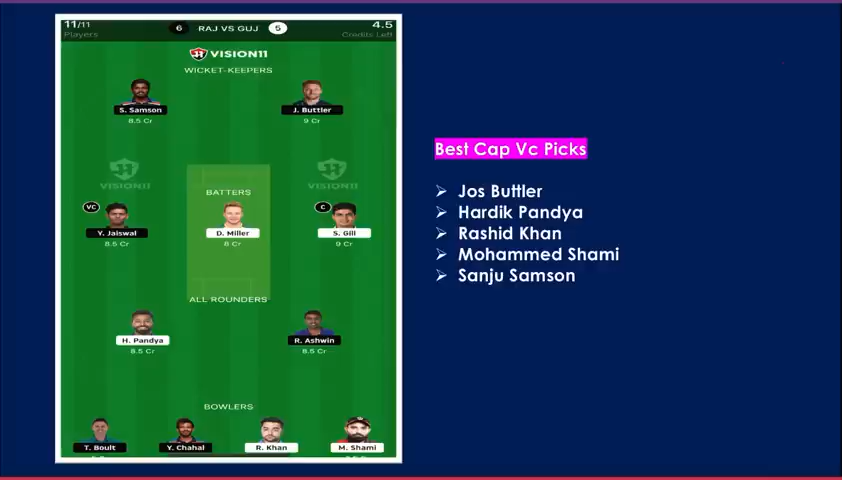 11/11
Players
6 RAJ VS GUJ 5
4.5
Credits Left
VISION11
WICKET-KEEPERS
S. Samson
8.5 Cr
J. Buttler
9 Cr
VISION11
VISION11
BATTERS
VC
Y. Jaiswal
8.5 Cr
D. Miller
8 Cr
C
S. Gill
9 Cr
ALL ROUNDERS
H. Pandya
8.5 Cr
R. Ashwin
8.5 Cr
BOWLERS
T. Boult
Y. Chahal
R. Khan
M. Shami
Best Cap Vc Picks
Jos Buttler
Hardik Pandya
Rashid Khan
Mohammed Shami
Sanju Samson